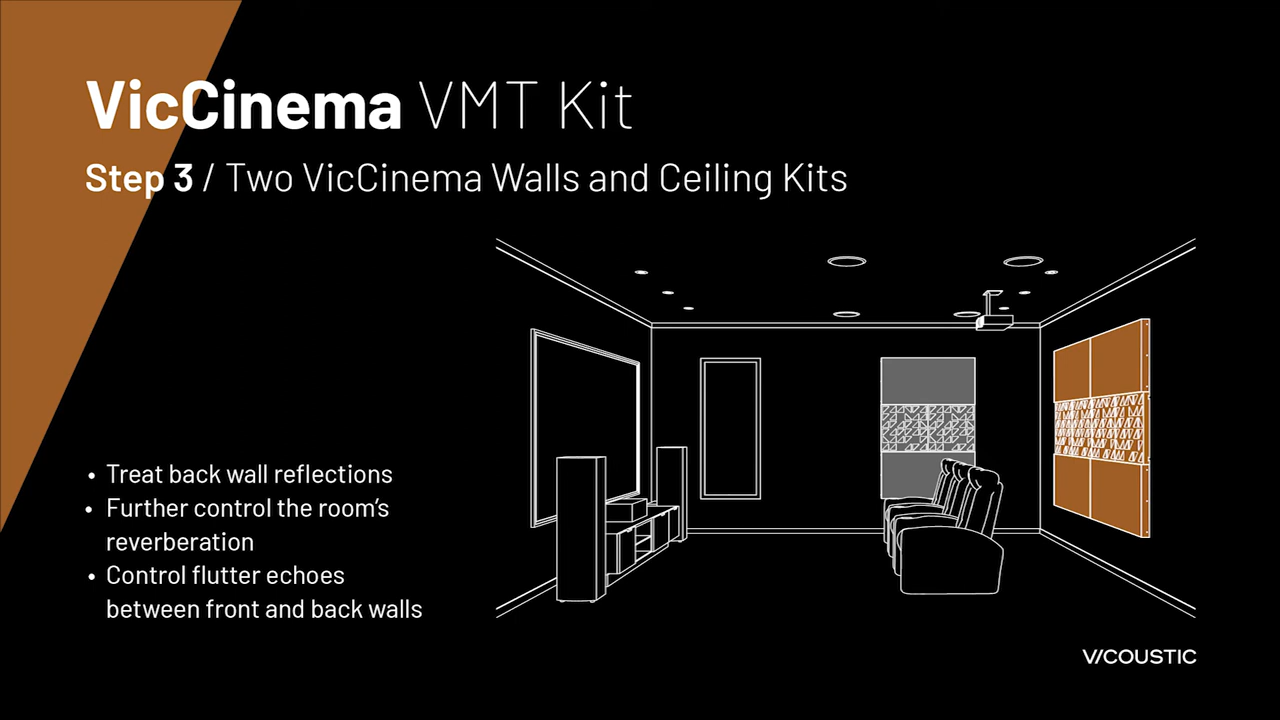 VicCinema VMT Kit
Step 3 / Two VicCinema Walls and Ceiling Kits
• Treat back wall reflections
• Further control the room’s
reverberation
• Control flutter echoes
between front and back walls
VICOUSTIC